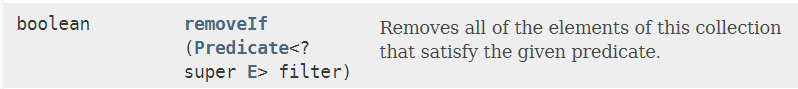 boolean
removeIf
(Predicate<?
super E> filter)
Removes all of the elements of this collection
that satisfy the given predicate.